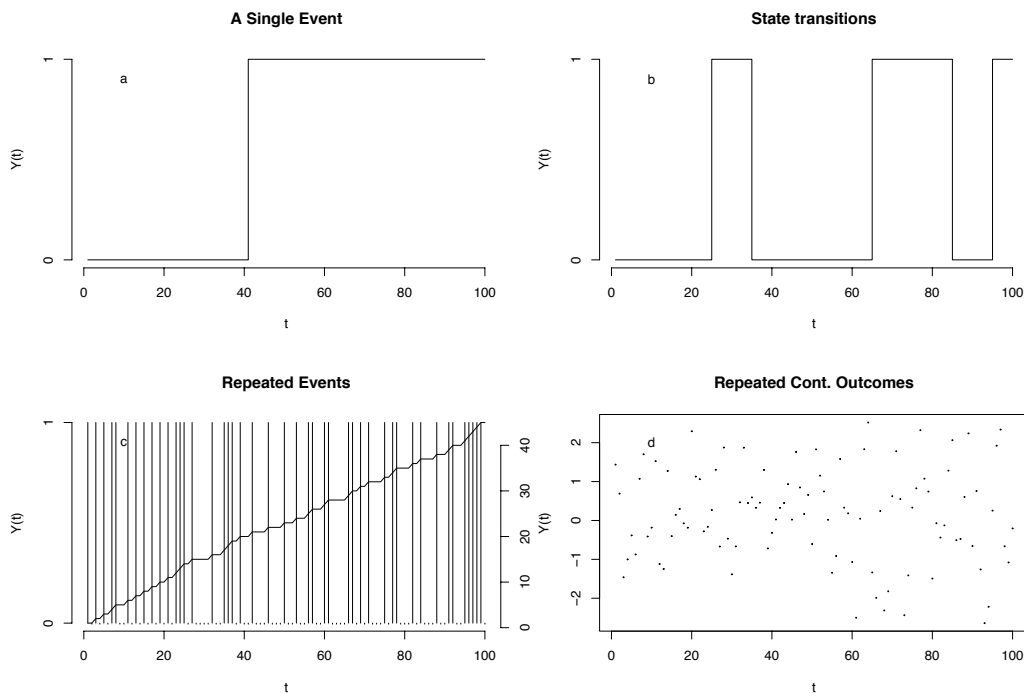 A Single Event
1
a
Y(t)
0
0 20 40 60 80 100
t
State transitions
1
b
Y(t)
0
0 20 40 60 80 100
t
Repeated Events
1
c
Y(t)
0
40
30
20
10
0
0 20 40 60 80 100
t
Repeated Cont. Outcomes
d
Y(t)
2
1
0
−1
−2
0 20 40 60 80 100
t